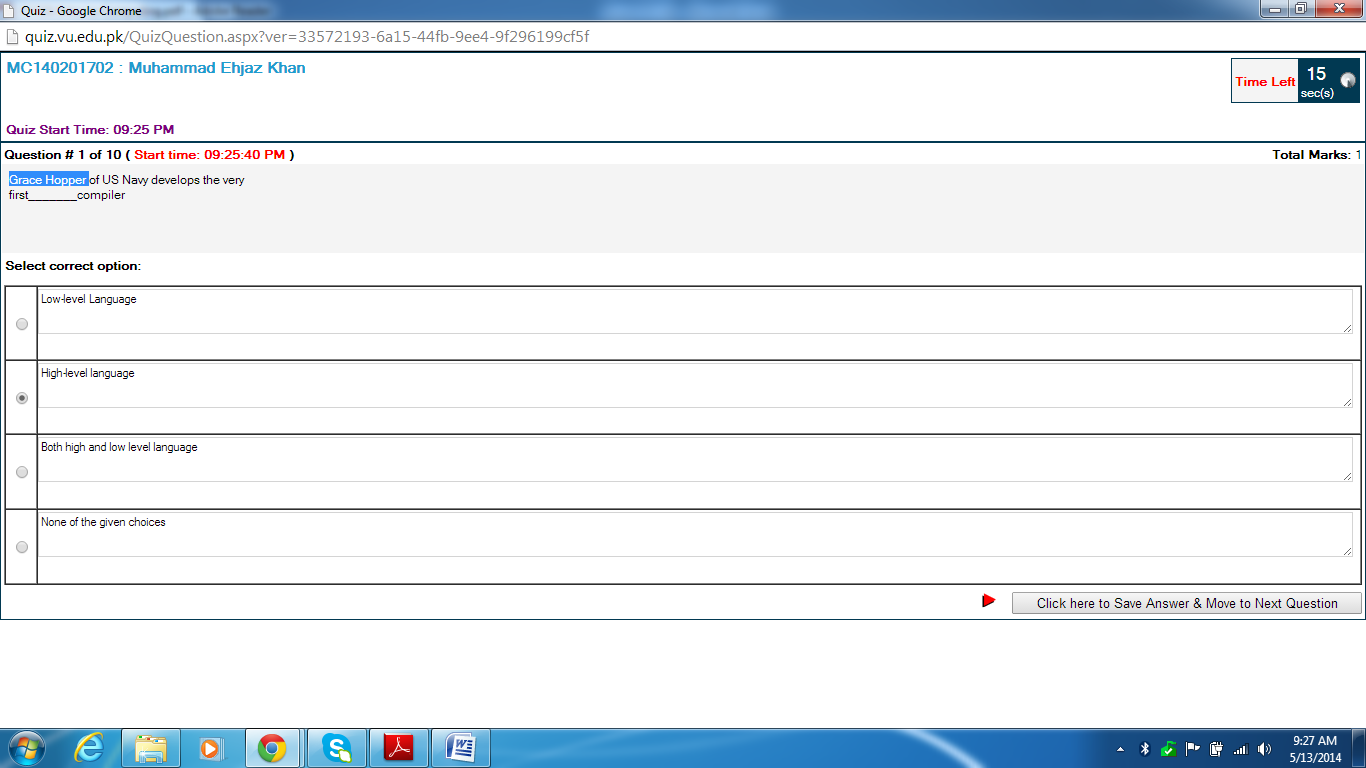 Quiz - Google Chrome
quiz.vu.edu.pk/QuizQuestion.aspx?ver=33572193-6a15-44fb-9ee4-9f296199cf5f
MC140201702 : Muhammad Ehjaz Khan
Time Left 15
sec(s)
Quiz Start Time: 09:25 PM
Question # 1 of 10 ( Start time: 09:25:40 PM ) Total Marks: 1
Grace Hopper of US Navy develops the very
first_______compiler
Select correct option:
Low-level Language
High-level language
Both high and low level language
None of the given choices
Click here to Save Answer & Move to Next Question
9:27 AM
5/13/2014